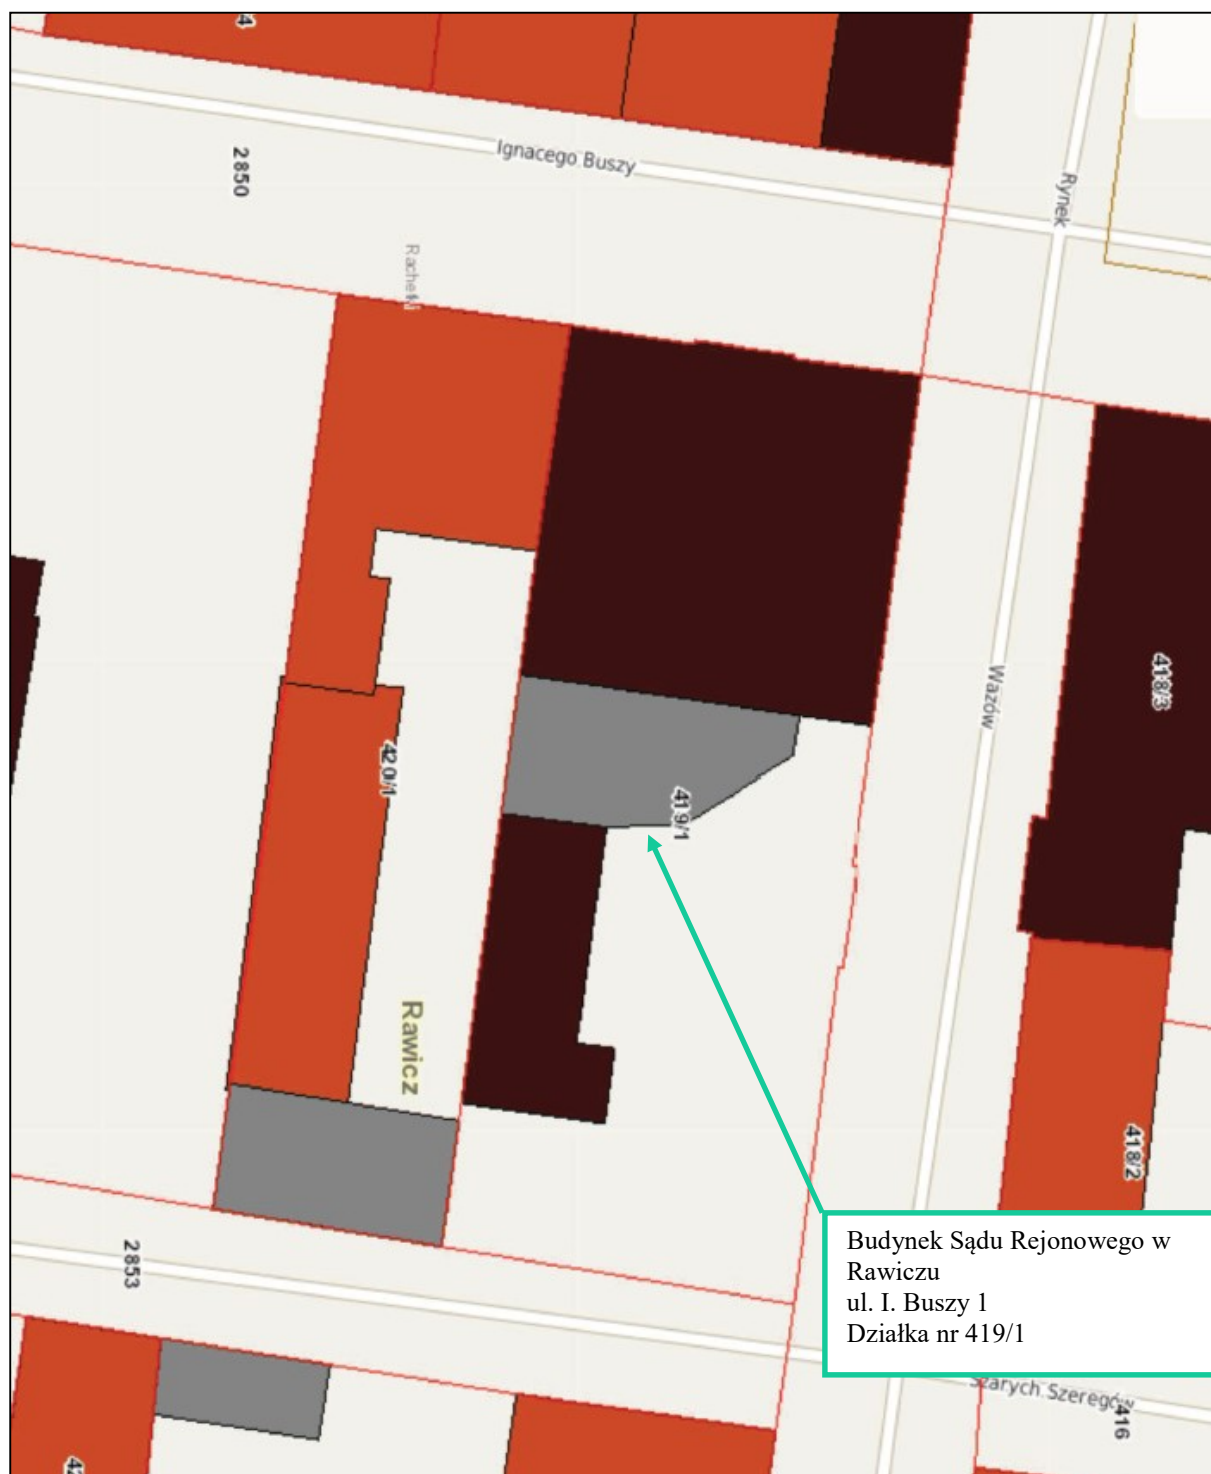 4
Ignacego Buszy
2850
Rynek
Wazów
418/3
420/1
419/1
Rawicz
418/2
2853
Budynek Sądu Rejonowego w
Rawiczu
ul. I. Buszy 1
Działka nr 419/1
Szarych Szeregów
416